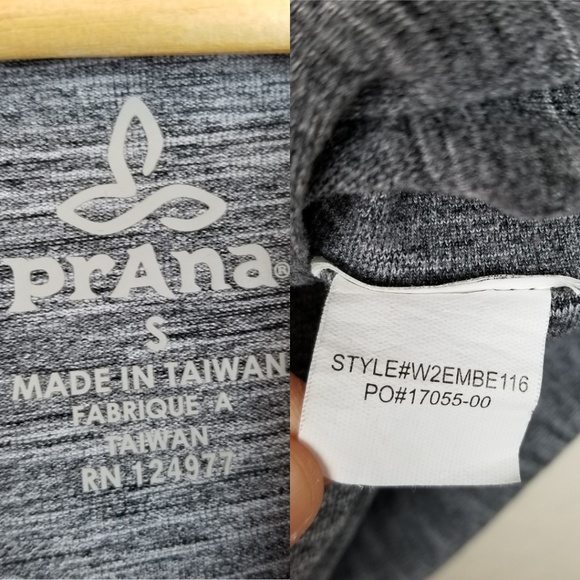 prAna®
S
MADE IN TAIWAN
FABRIQUE A
TAIWAN
RN 124977
STYLE#W2EMBE116
PO#17055-00